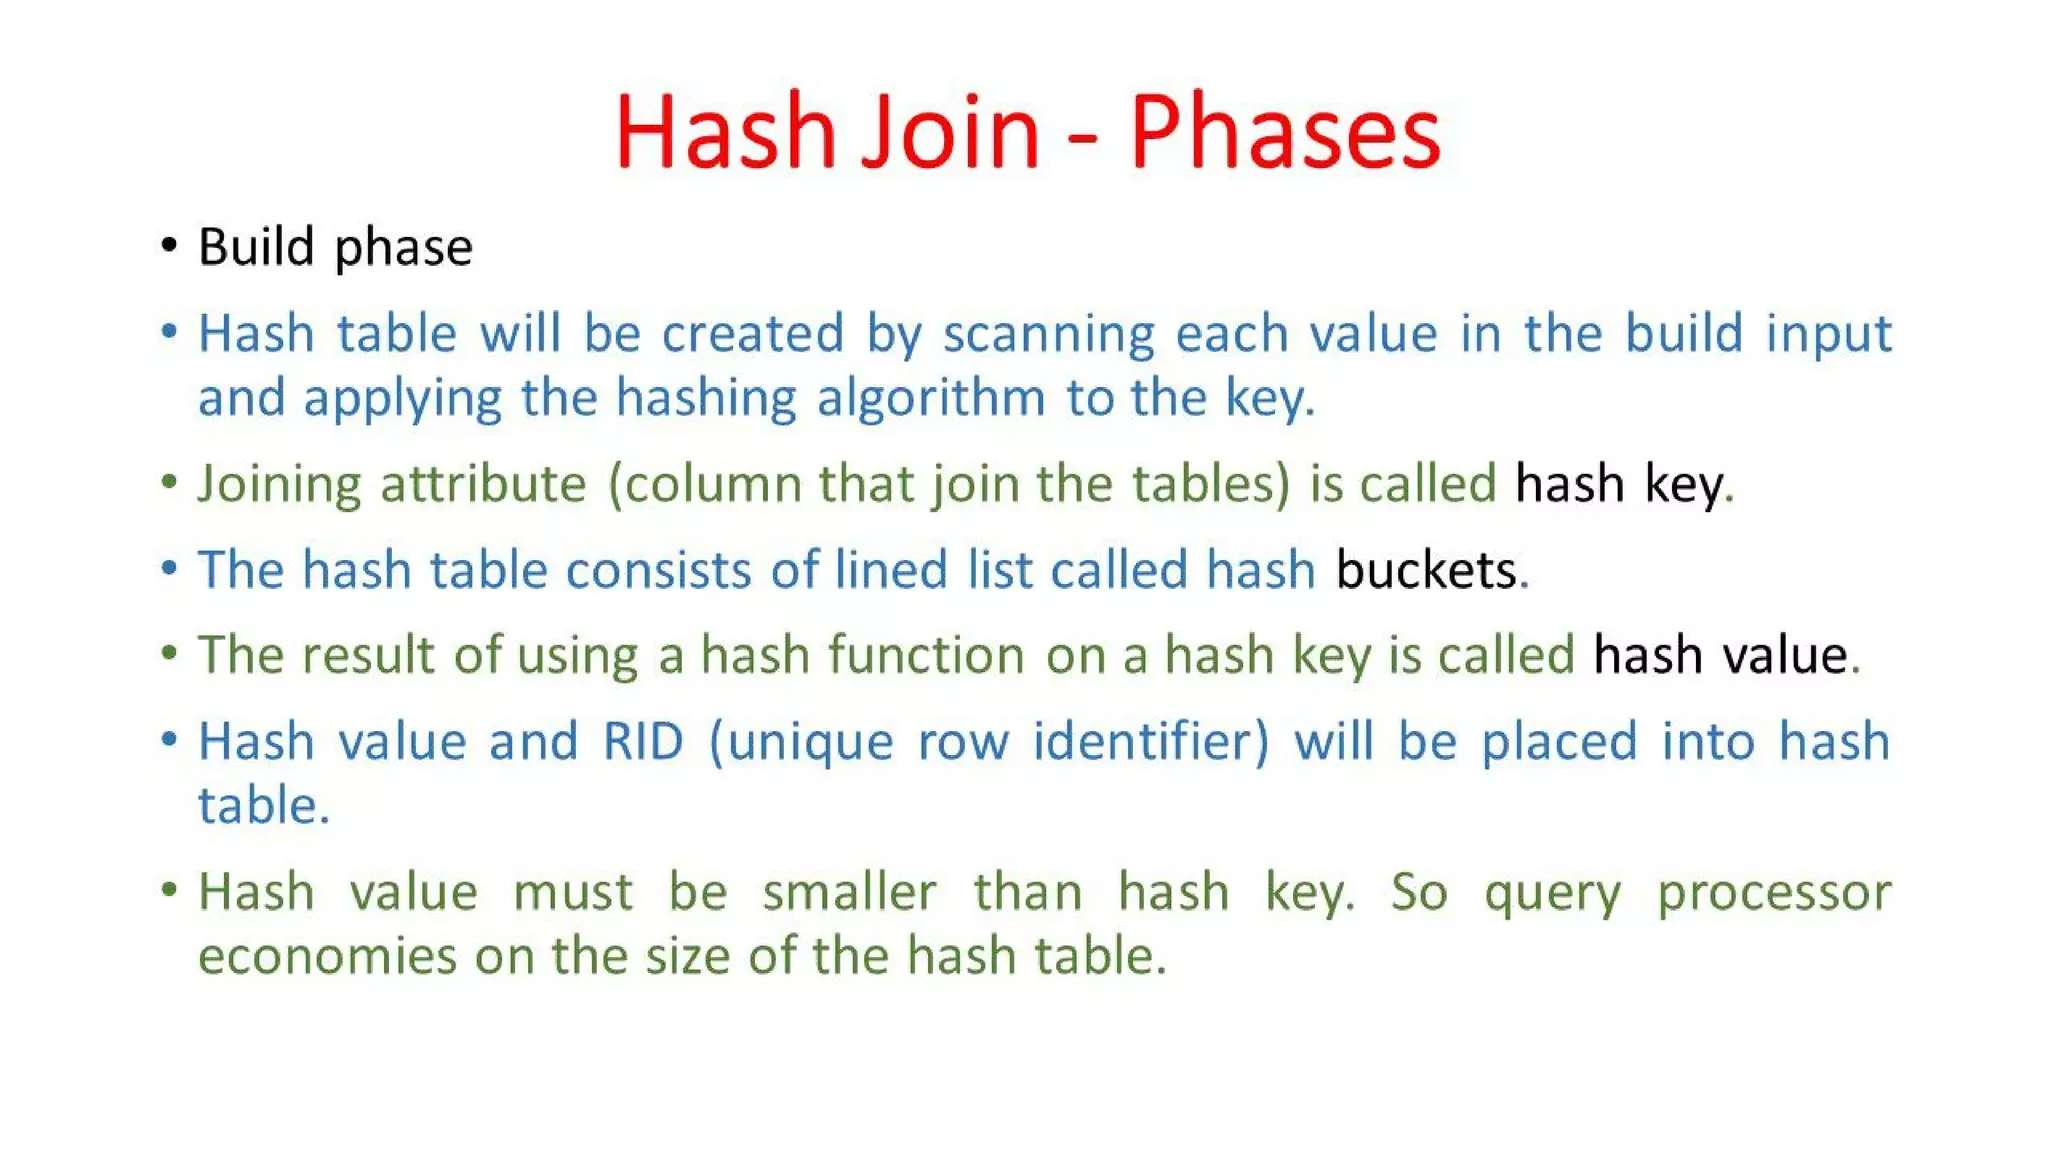 Hash Join - Phases
• Build phase
• Hash table will be created by scanning each value in the build input
and applying the hashing algorithm to the key.
• Joining attribute (column that join the tables) is called hash key.
• The hash table consists of lined list called hash buckets.
• The result of using a hash function on a hash key is called hash value.
• Hash value and RID (unique row identifier) will be placed into hash
table.
• Hash value must be smaller than hash key. So query processor
economies on the size of the hash table.